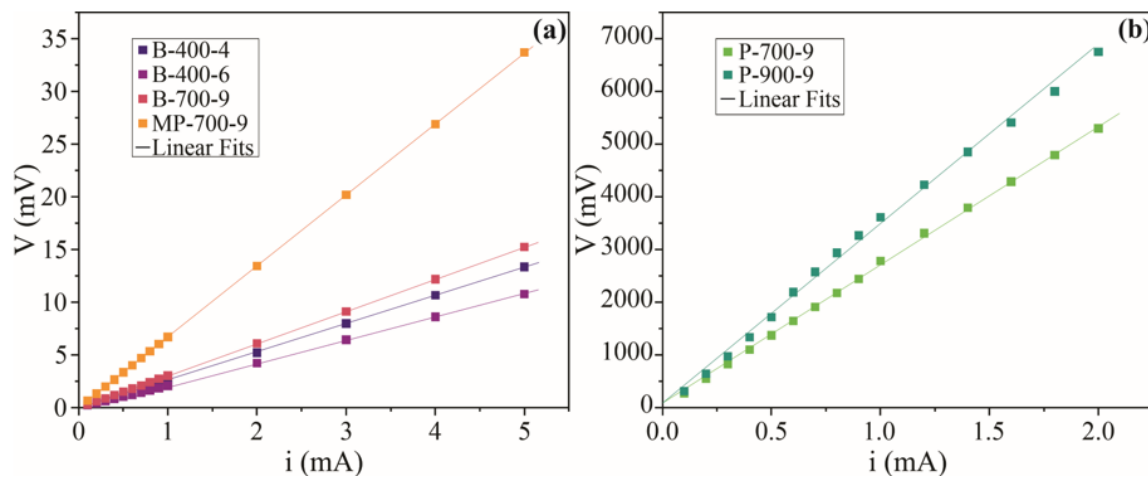 (a)
B-400-4
B-400-6
B-700-9
MP-700-9
Linear Fits
V (mV)
35
30
25
20
15
10
5
0
0 1 2 3 4 5
i (mA)
(b)
P-700-9
P-900-9
Linear Fits
V (mV)
7000
6000
5000
4000
3000
2000
1000
0
0.0 0.5 1.0 1.5 2.0
i (mA)